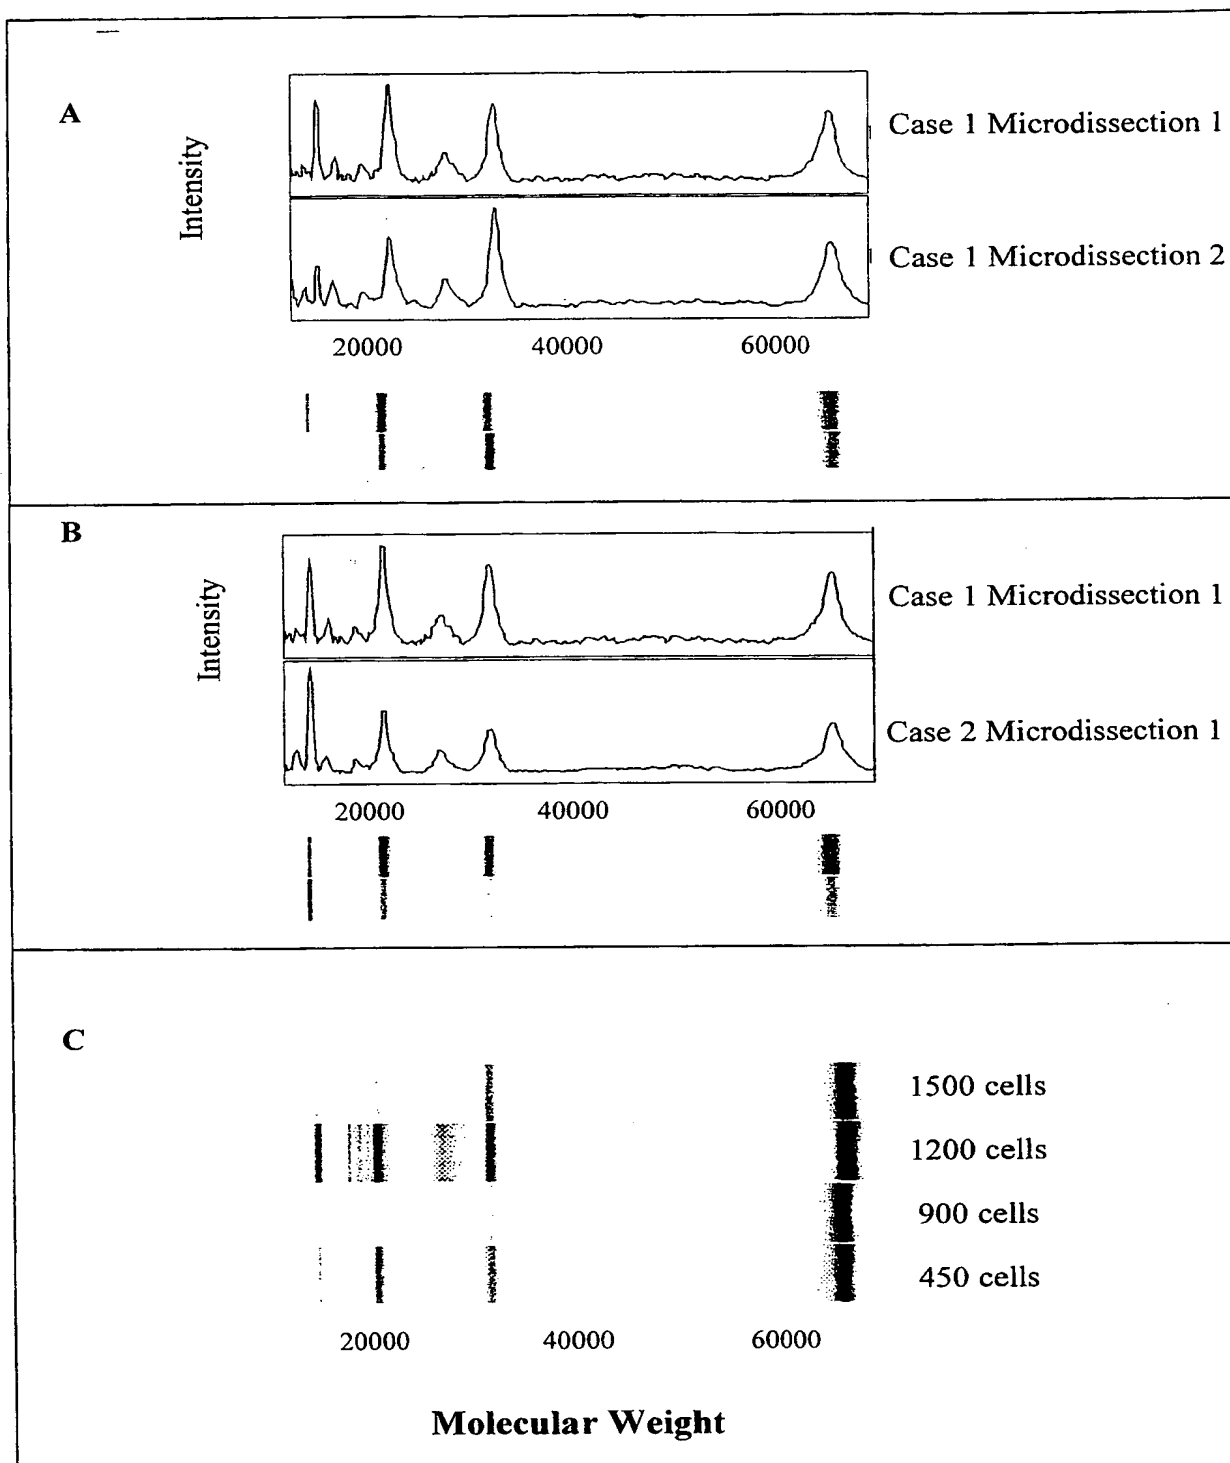 A
Intensity
Case 1 Microdissection 1
Case 1 Microdissection 2
20000 40000 60000
B
Intensity
Case 1 Microdissection 1
Case 2 Microdissection 1
20000 40000 60000
C
1500 cells
1200 cells
900 cells
450 cells
20000 40000 60000
Molecular Weight